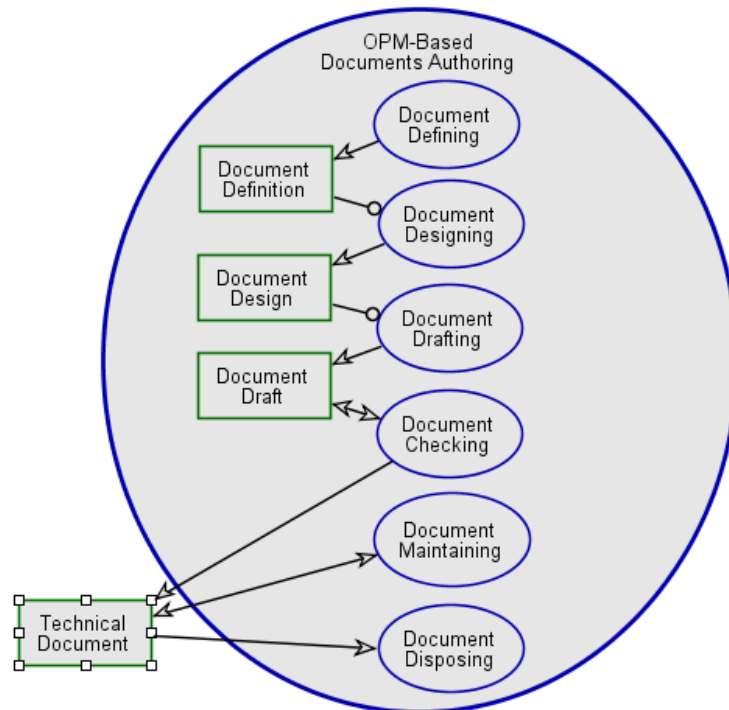 OPM-Based
Documents Authoring
Document
Defining
Document
Definition
Document
Designing
Document
Design
Document
Drafting
Document
Draft
Document
Checking
Document
Maintaining
Technical
Document
Document
Disposing